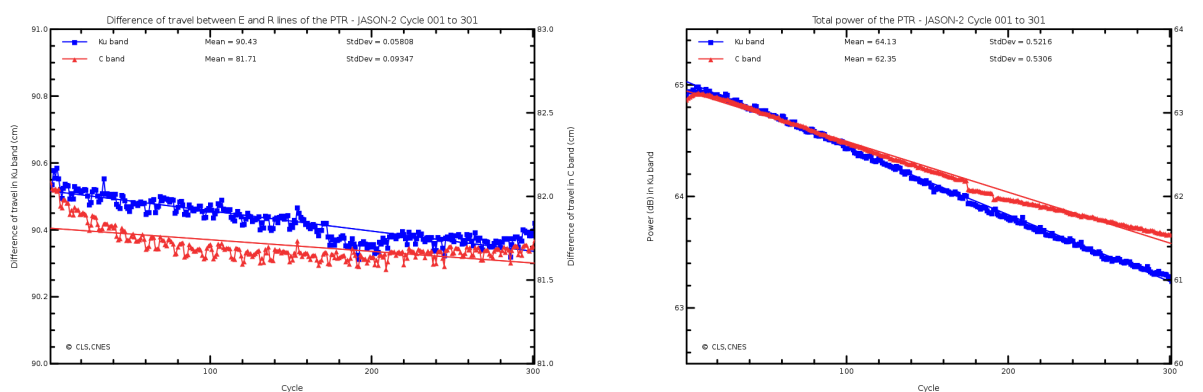 Difference of travel between E and R lines of the PTR - JASON-2 Cycle 001 to 301
91.0
90.8
90.6
90.4
90.2
90.0
83.0
82.5
82.0
81.5
81.0
Ku band Mean = 90.43 StdDev = 0.05808
C band Mean = 81.71 StdDev = 0.09347
Difference of travel in Ku band (cm)
Difference of travel in C band (cm)
© CLS,CNES
100 200 300
Cycle
Total power of the PTR - JASON-2 Cycle 001 to 301
65
64
63
64
63
62
61
60
Ku band Mean = 64.13 StdDev = 0.5216
C band Mean = 62.35 StdDev = 0.5306
Power (dB) in Ku band
© CLS,CNES
100 200 300
Cycle